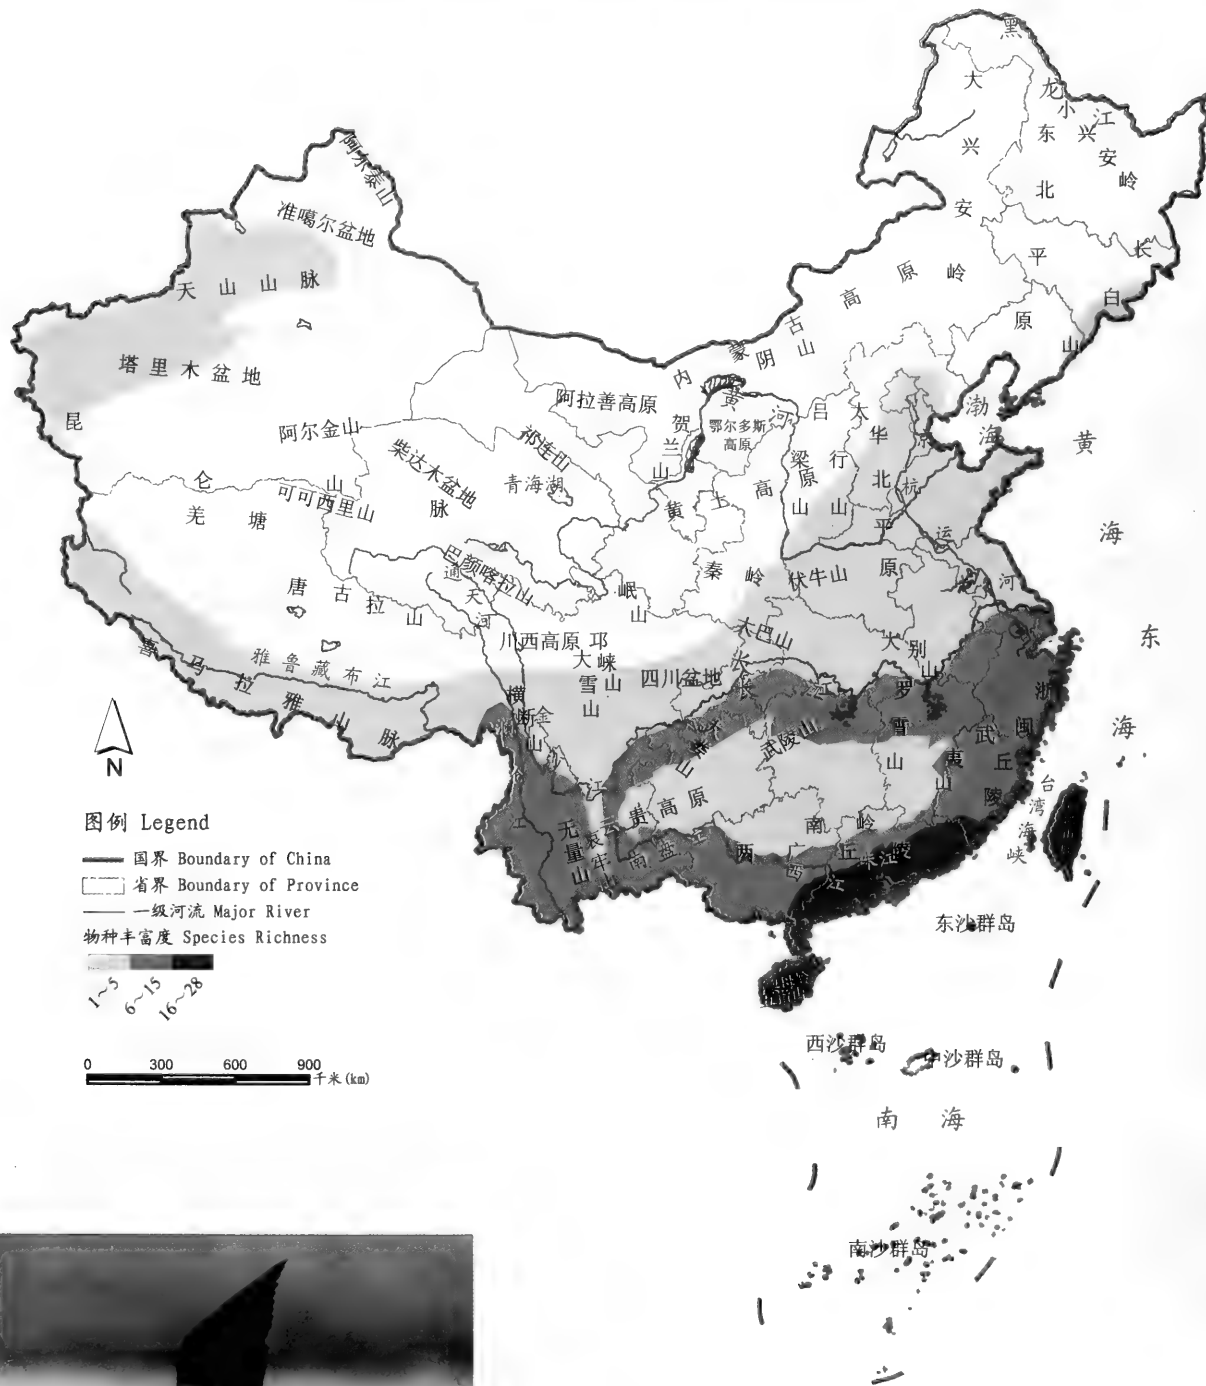 黑
龙
江
大
兴
安
岭
小
兴
安
岭
东
北
平
原
长
白
山
阿尔泰山
准噶尔盆地
天山山脉
塔里木盆地
昆
仑
山
脉
阿尔金山
可可西里山
羌塘
柴达木盆地
祁连山
青海湖
阿拉善高原
内
蒙
古
高
原
阴
山
贺
兰
山
黄
河
鄂尔多斯
高原
吕
梁
山
太
行
山
华
北
平
原
京
杭
运
河
渤
海
黄
海
黄
土
高
原
秦岭
伏牛山
岷
山
巴颜喀拉山
通
天
河
唐古拉山
川西高原
邛
崃
山
大
雪
山
四川盆地
大巴山
大
别
山
长
江
喜马拉雅山脉
雅鲁藏布江
横
断
山
金
江
武陵山
罗
霄
山
武
夷
山
浙
闽
丘
陵
东
海
台
湾
海
峡
云
贵
高
原
无
量
山
哀
牢
山
南
盘
江
南岭
两
广
丘
陵
西
江
珠江
东沙群岛
西沙群岛
中沙群岛
南海
南沙群岛
N
图例 Legend
国界 Boundary of China
省界 Boundary of Province
一级河流 Major River
物种丰富度 Species Richness
1～5
6～15
16～28
0 300 600 900
千米(km)